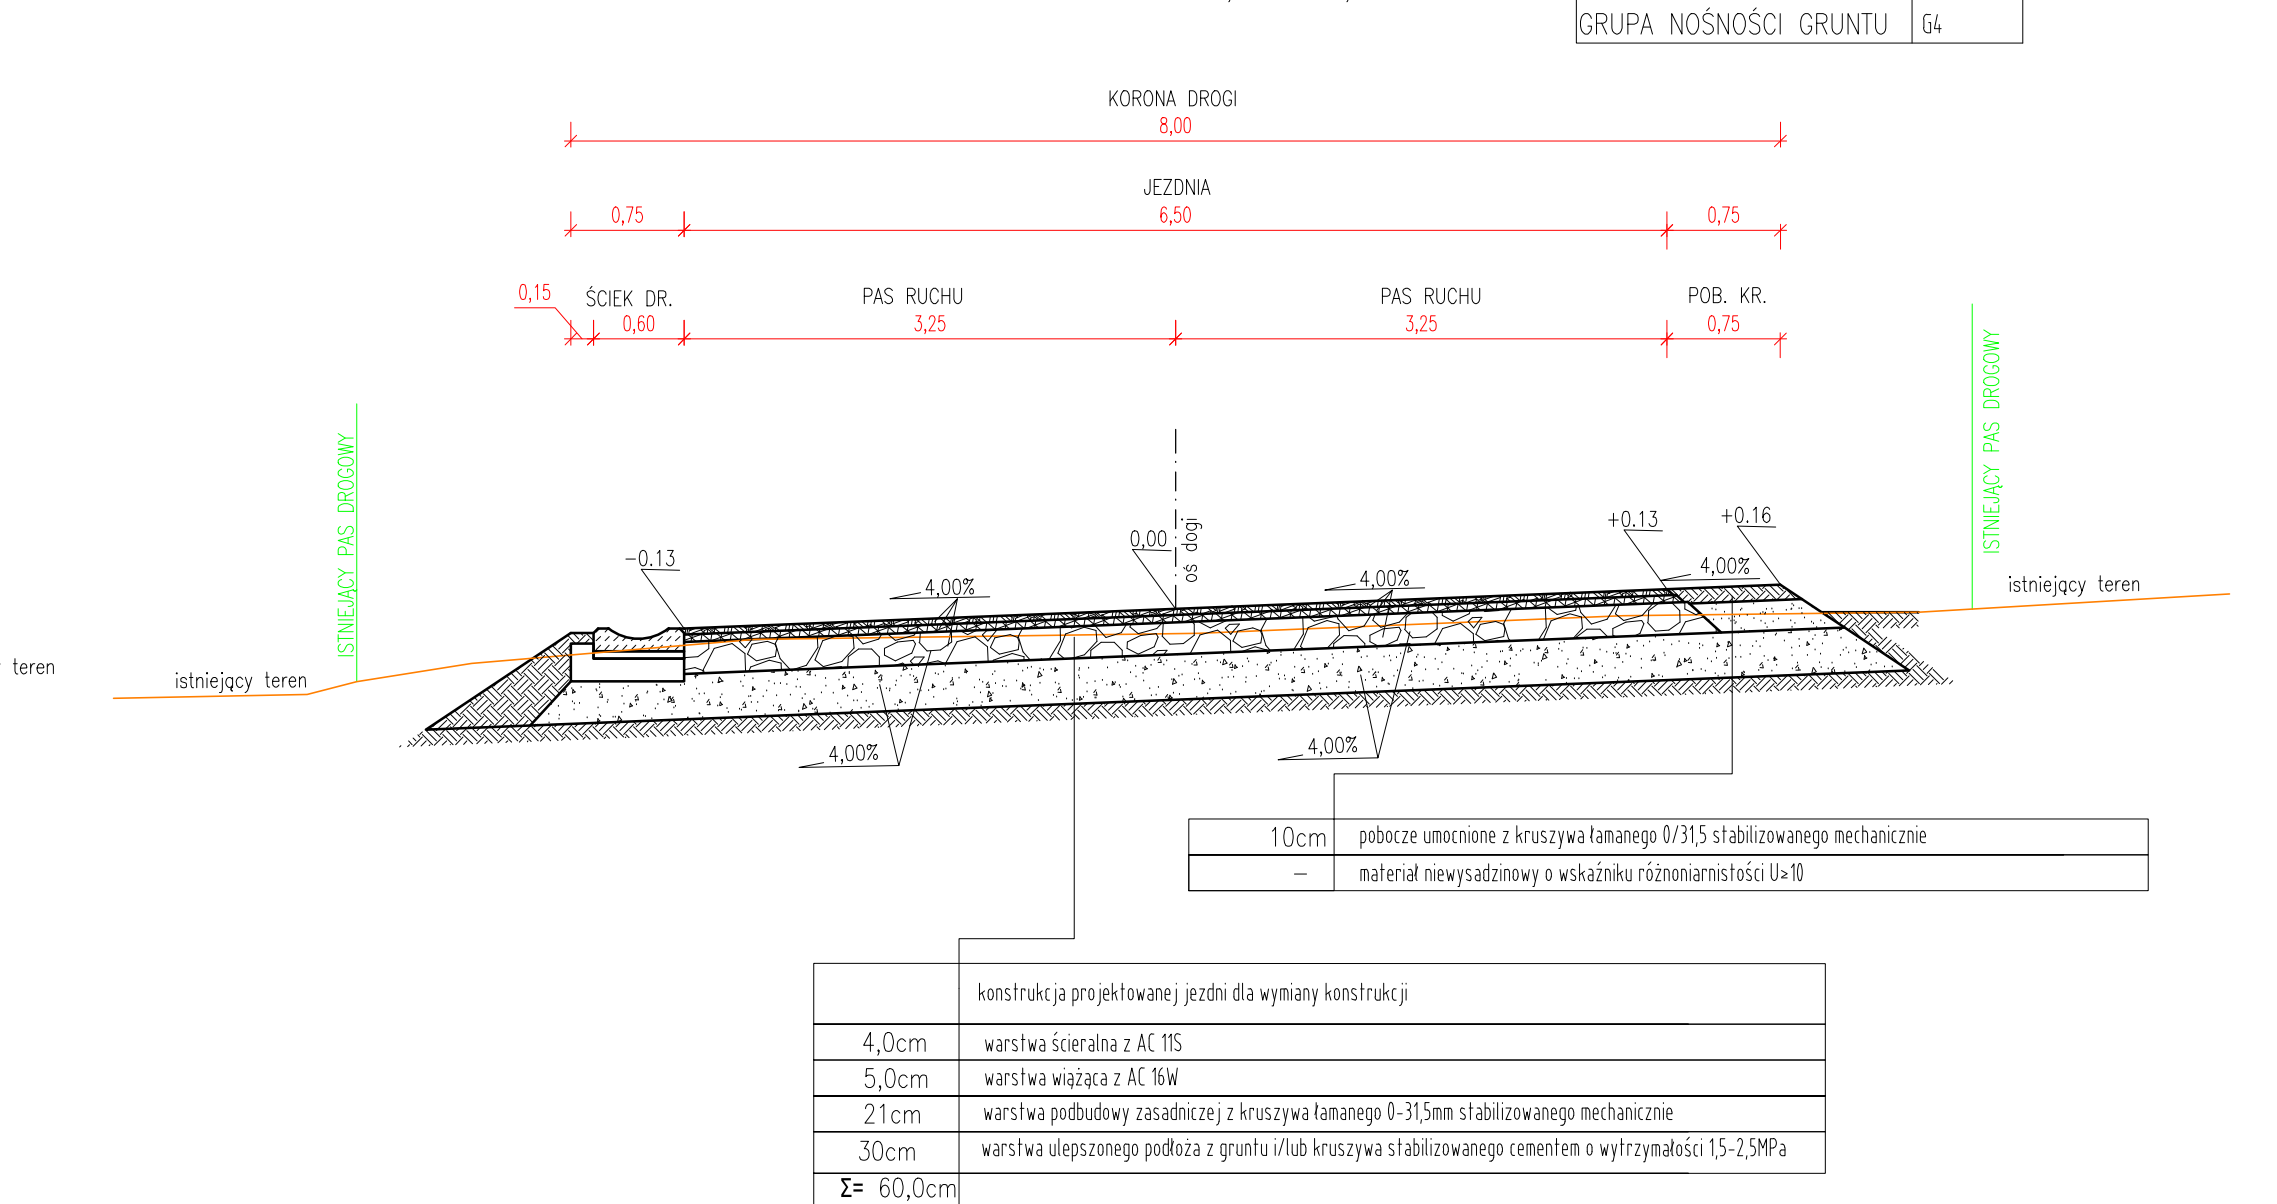 GRUPA NOŚNOŚCI GRUNTU G4
KORONA DROGI
8,00
JEZDNIA
0,75 6,50 0,75
0,15 ŚCIEK DR. PAS RUCHU PAS RUCHU POB. KR.
0,60 3,25 3,25 0,75
ISTNIEJĄCY PAS DROGOWY
ISTNIEJĄCY PAS DROGOWY
-0.13 0,00 +0.13 +0.16
oś dogi
4,00% 4,00% 4,00%
istniejący teren
teren
istniejący teren
4,00% 4,00%
10cm pobocze umocnione z kruszywa łamanego 0/31,5 stabilizowanego mechanicznie
– materiał niewysadzinowy o wskaźniku różnoniarnistości U≥10
konstrukcja projektowanej jezdni dla wymiany konstrukcji
4,0cm warstwa ścieralna z AC 11S
5,0cm warstwa wiążąca z AC 16W
21cm warstwa podbudowy zasadniczej z kruszywa łamanego 0-31,5mm stabilizowanego mechanicznie
30cm warstwa ulepszonego podłoża z gruntu i/lub kruszywa stabilizowanego cementem o wytrzymałości 1,5-2,5MPa
Σ= 60,0cm